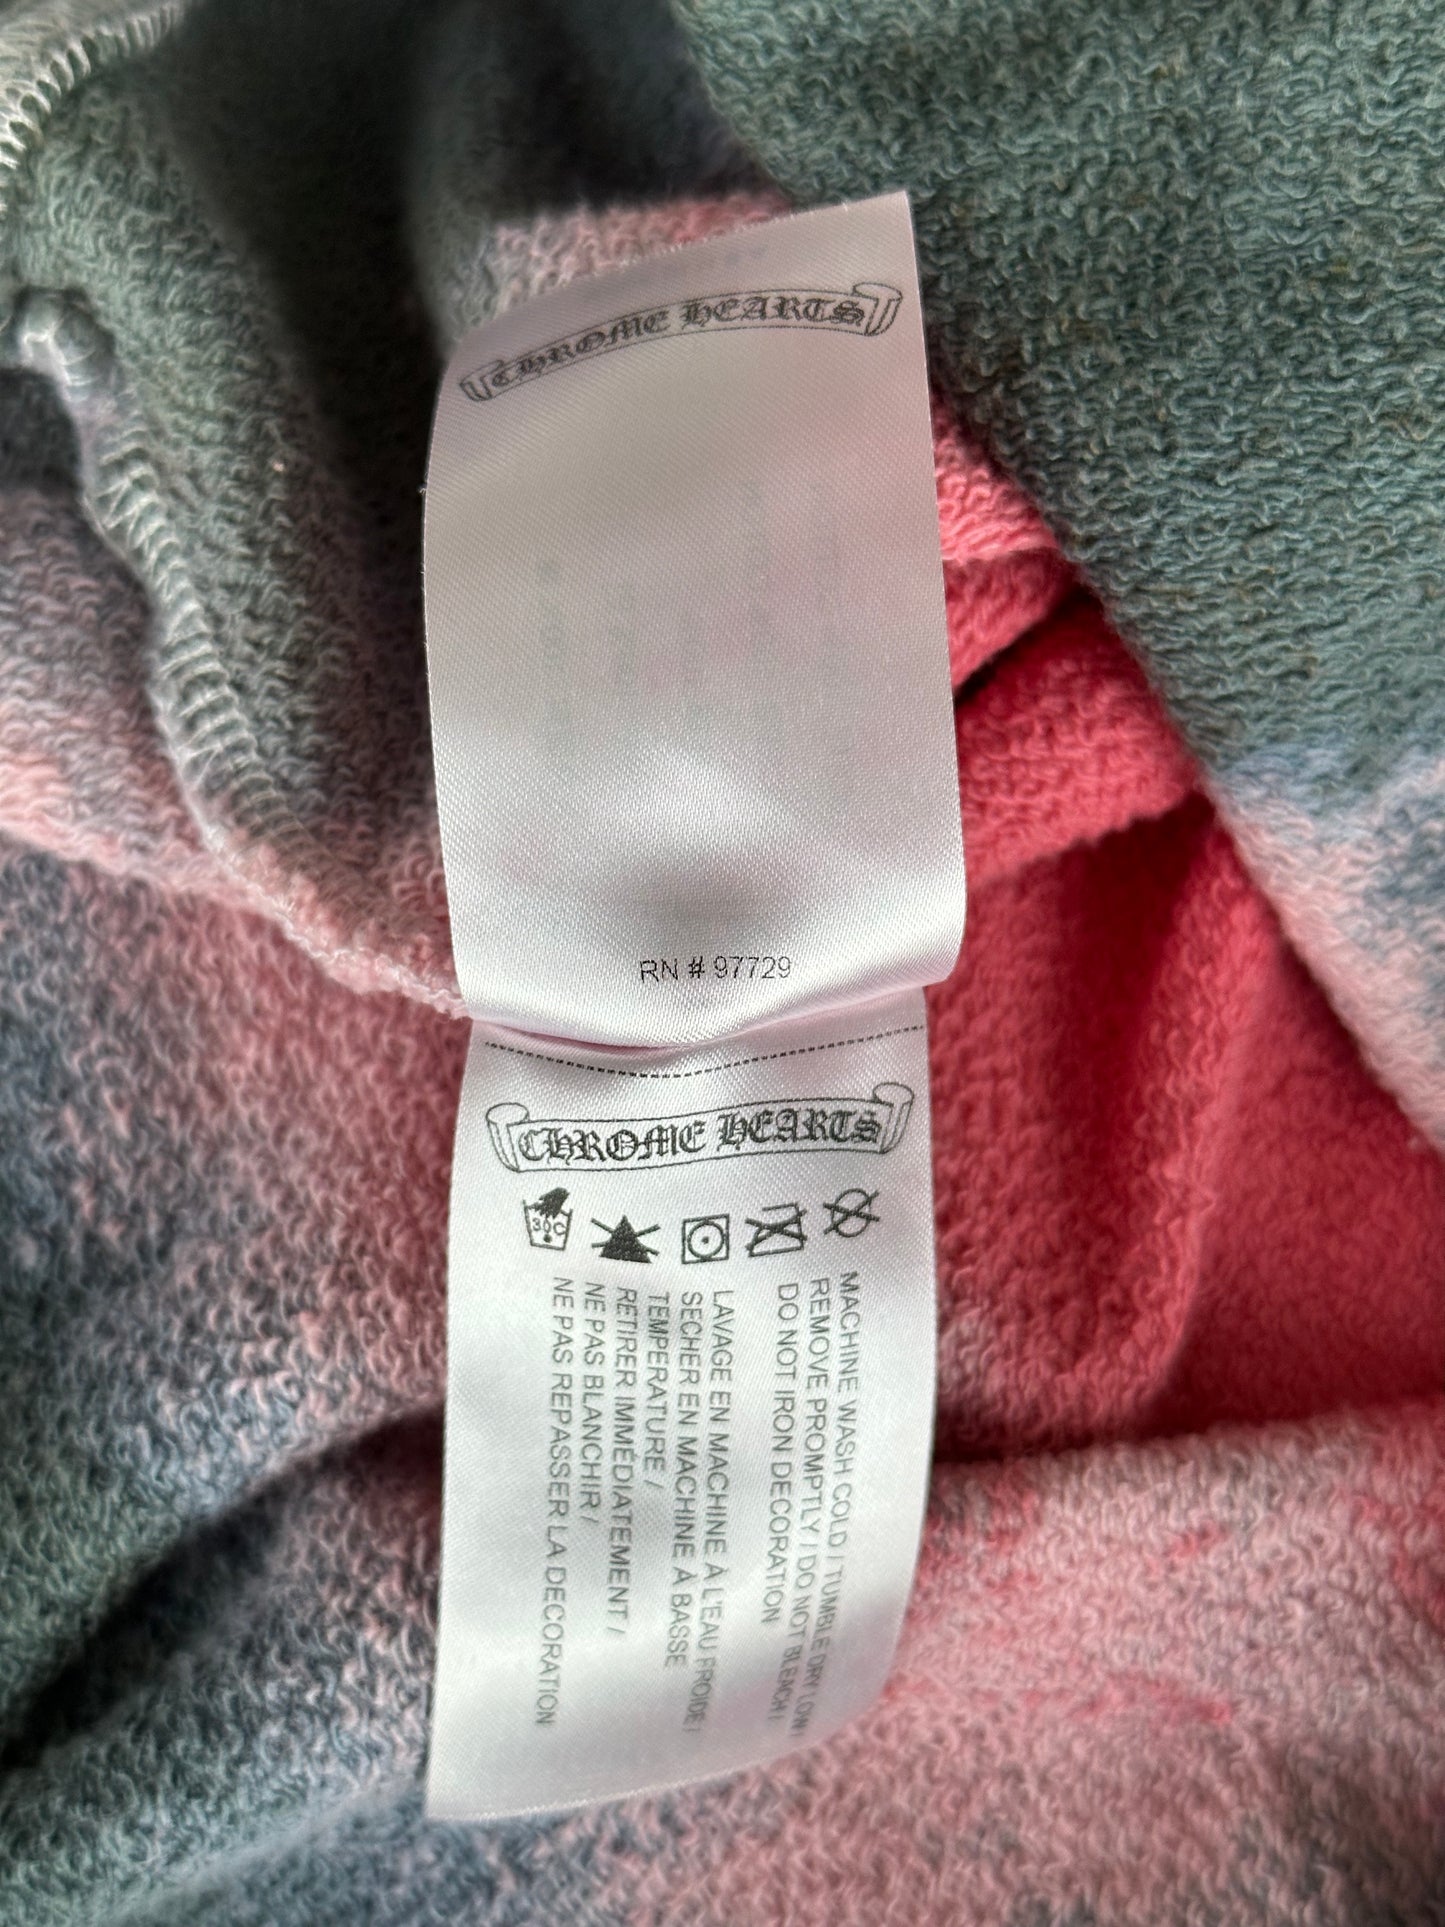 CHROME HEARTS
RN # 97729
CHROME HEARTS
30C
MACHINE WASH COLD / TUMBLE DRY LOW /
REMOVE PROMPTLY / DO NOT BLEACH /
DO NOT IRON DECORATION
LAVAGE EN MACHINE À L'EAU FROIDE /
SECHER EN MACHINE À BASSE
TEMPERATURE /
RETIRER IMMÉDIATEMENT /
NE PAS BLANCHIR /
NE PAS REPASSER LA DECORATION